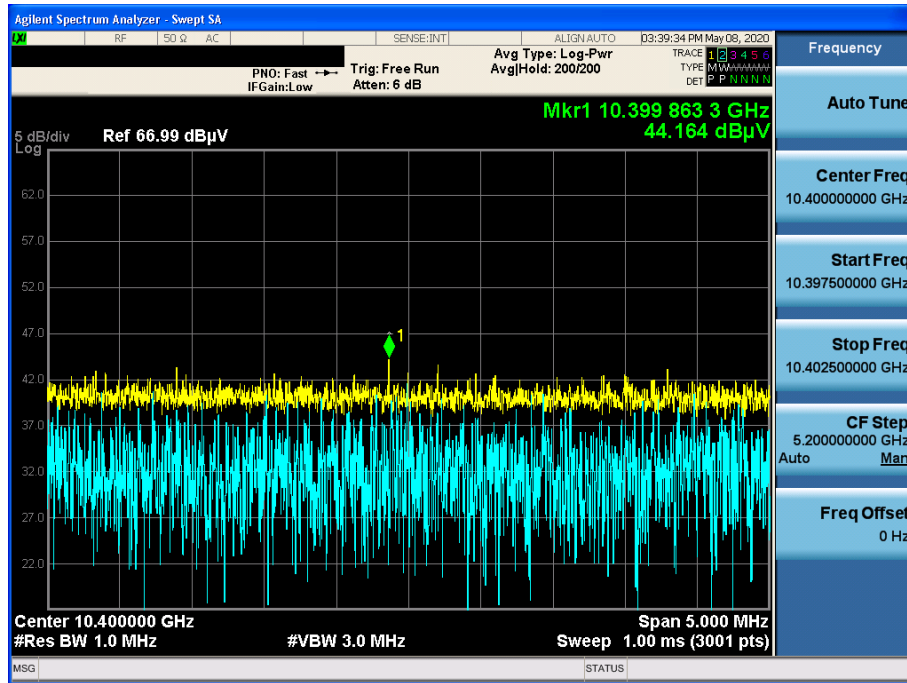 Agilent Spectrum Analyzer - Swept SA
LXI RF 50 Ω AC SENSE:INT ALIGN AUTO 03:39:34 PM May 08, 2020
PNO: Fast Trig: Free Run Avg Type: Log-Pwr TRACE 1 2 3 4 5 6
IFGain:Low Atten: 6 dB Avg|Hold: 200/200 TYPE M W W W W W
DET P P N N N N
Mkr1 10.399 863 3 GHz
44.164 dBµV
5 dB/div Ref 66.99 dBµV
Log
62.0
57.0
52.0
47.0
1
42.0
37.0
32.0
27.0
22.0
Center 10.400000 GHz Span 5.000 MHz
#Res BW 1.0 MHz #VBW 3.0 MHz Sweep 1.00 ms (3001 pts)
MSG STATUS
Frequency
Auto Tune
Center Freq
10.400000000 GHz
Start Freq
10.397500000 GHz
Stop Freq
10.402500000 GHz
CF Step
5.200000000 GHz
Auto Man
Freq Offset
0 Hz